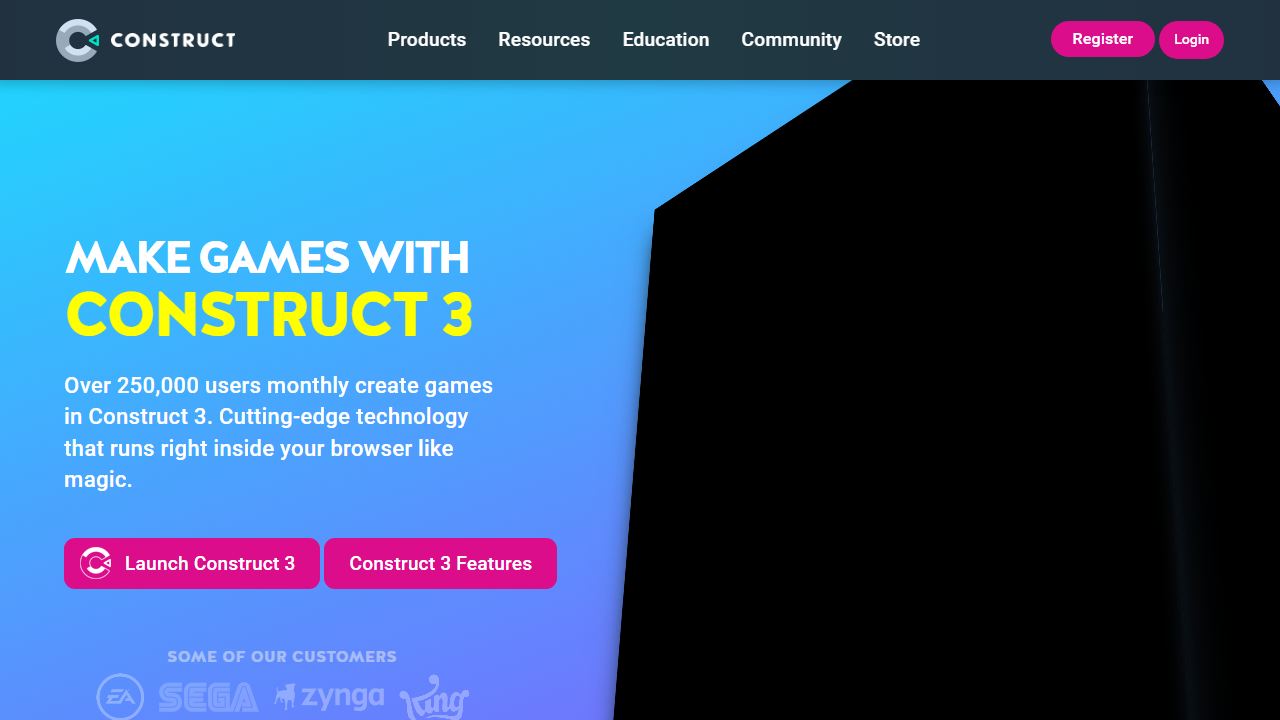 CONSTRUCT
Products Resources Education Community Store
Register Login
MAKE GAMES WITH
CONSTRUCT 3
Over 250,000 users monthly create games
in Construct 3. Cutting-edge technology
that runs right inside your browser like
magic.
Launch Construct 3 Construct 3 Features
SOME OF OUR CUSTOMERS
EA SEGA zynga King